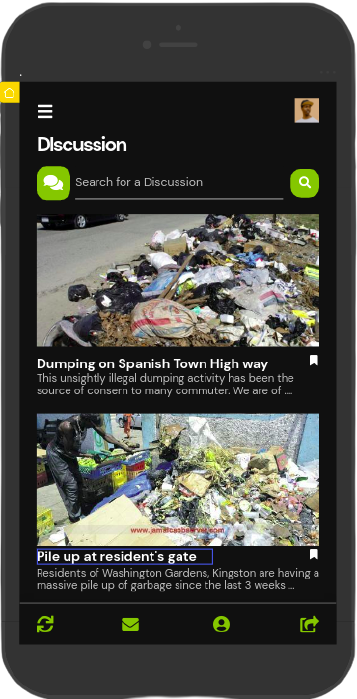 DIscussion
Search for a Discussion
Dumping on Spanish Town High way
This unsightly illegal dumping activity has been the
source of consern to many commuter. We are of ....
www.jamaicaobserver.com
Pile up at resident's gate
Residents of Washington Gardens, Kingston are having a
massive pile up of garbage since the last 3 weeks ...